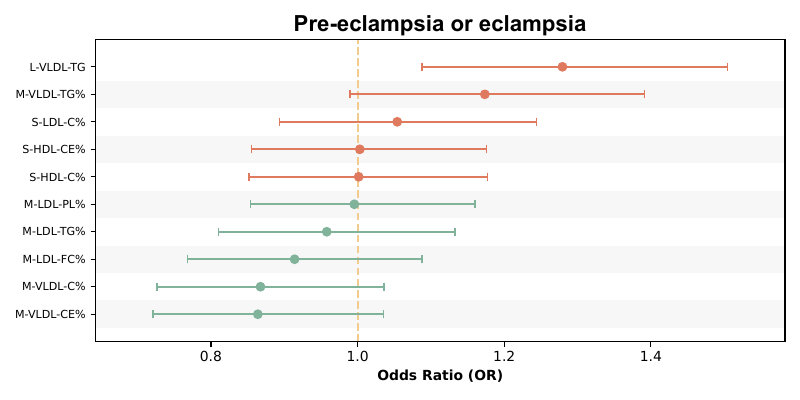 Pre-eclampsia or eclampsia
L-VLDL-TG
M-VLDL-TG%
S-LDL-C%
S-HDL-CE%
S-HDL-C%
M-LDL-PL%
M-LDL-TG%
M-LDL-FC%
M-VLDL-C%
M-VLDL-CE%
0.8 1.0 1.2 1.4
Odds Ratio (OR)